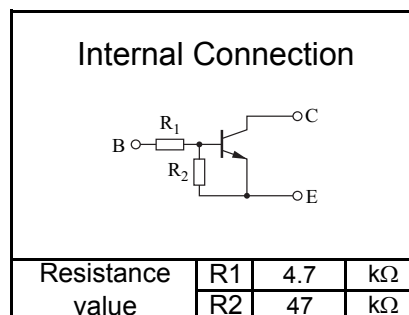 Internal Connection
C
R1
B
R2
E
Resistance value R1 4.7 kΩ
R2 47 kΩ